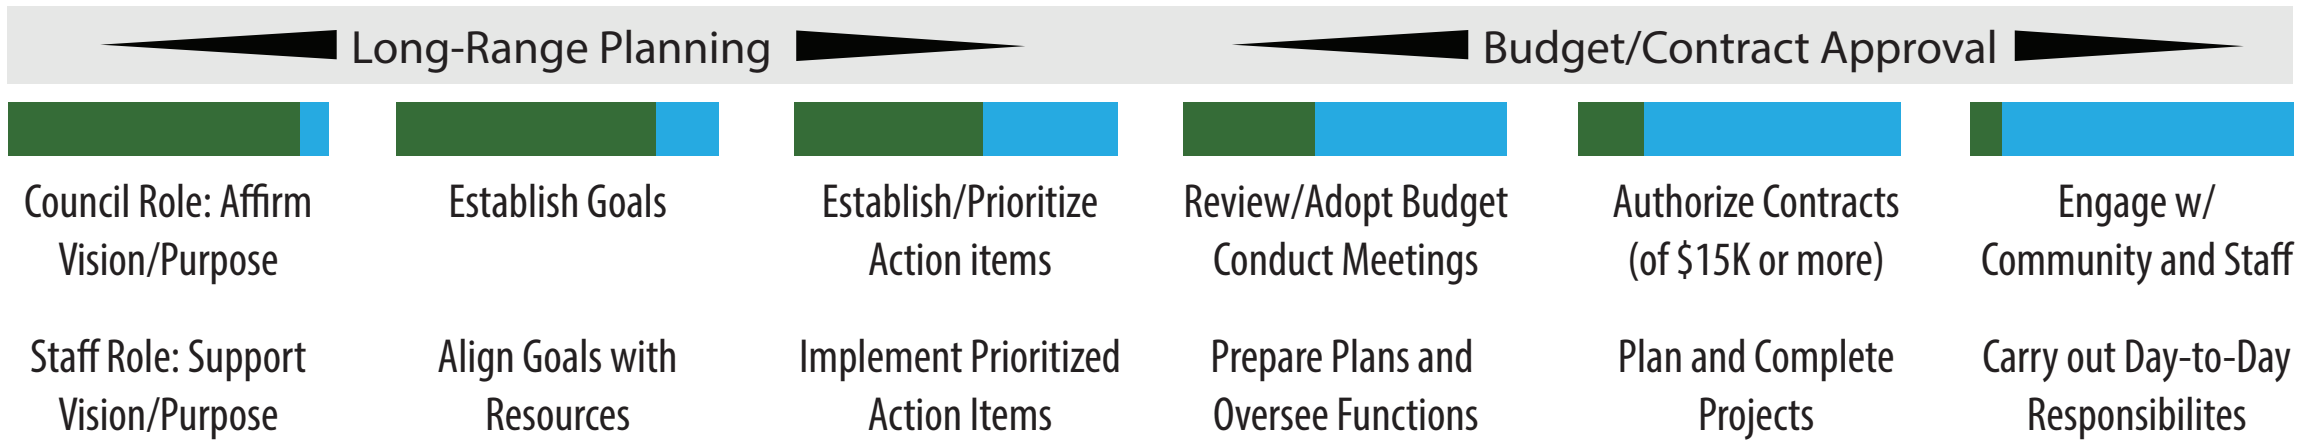 Long-Range Planning
Budget/Contract Approval
Council Role: Affirm
Vision/Purpose
Establish Goals
Establish/Prioritize
Action items
Review/Adopt Budget
Conduct Meetings
Authorize Contracts
(of $15K or more)
Engage w/
Community and Staff
Staff Role: Support
Vision/Purpose
Align Goals with
Resources
Implement Prioritized
Action Items
Prepare Plans and
Oversee Functions
Plan and Complete
Projects
Carry out Day-to-Day
Responsibilites